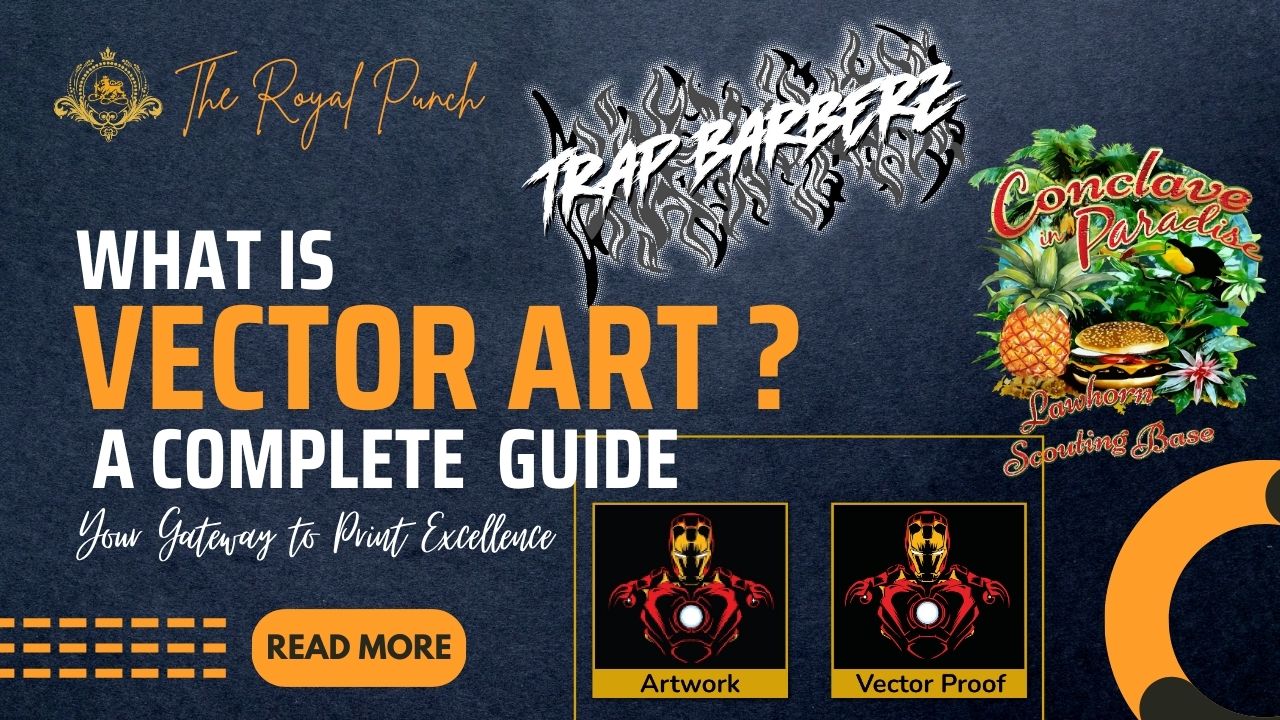 The Royal Punch
TRAP BARBERZ
Conclave
in Paradise
WHAT IS
VECTOR ART ?
A COMPLETE GUIDE
Lawhorn
Scouting Base
Your Gateway to Print Excellence
READ MORE
Artwork
Vector Proof